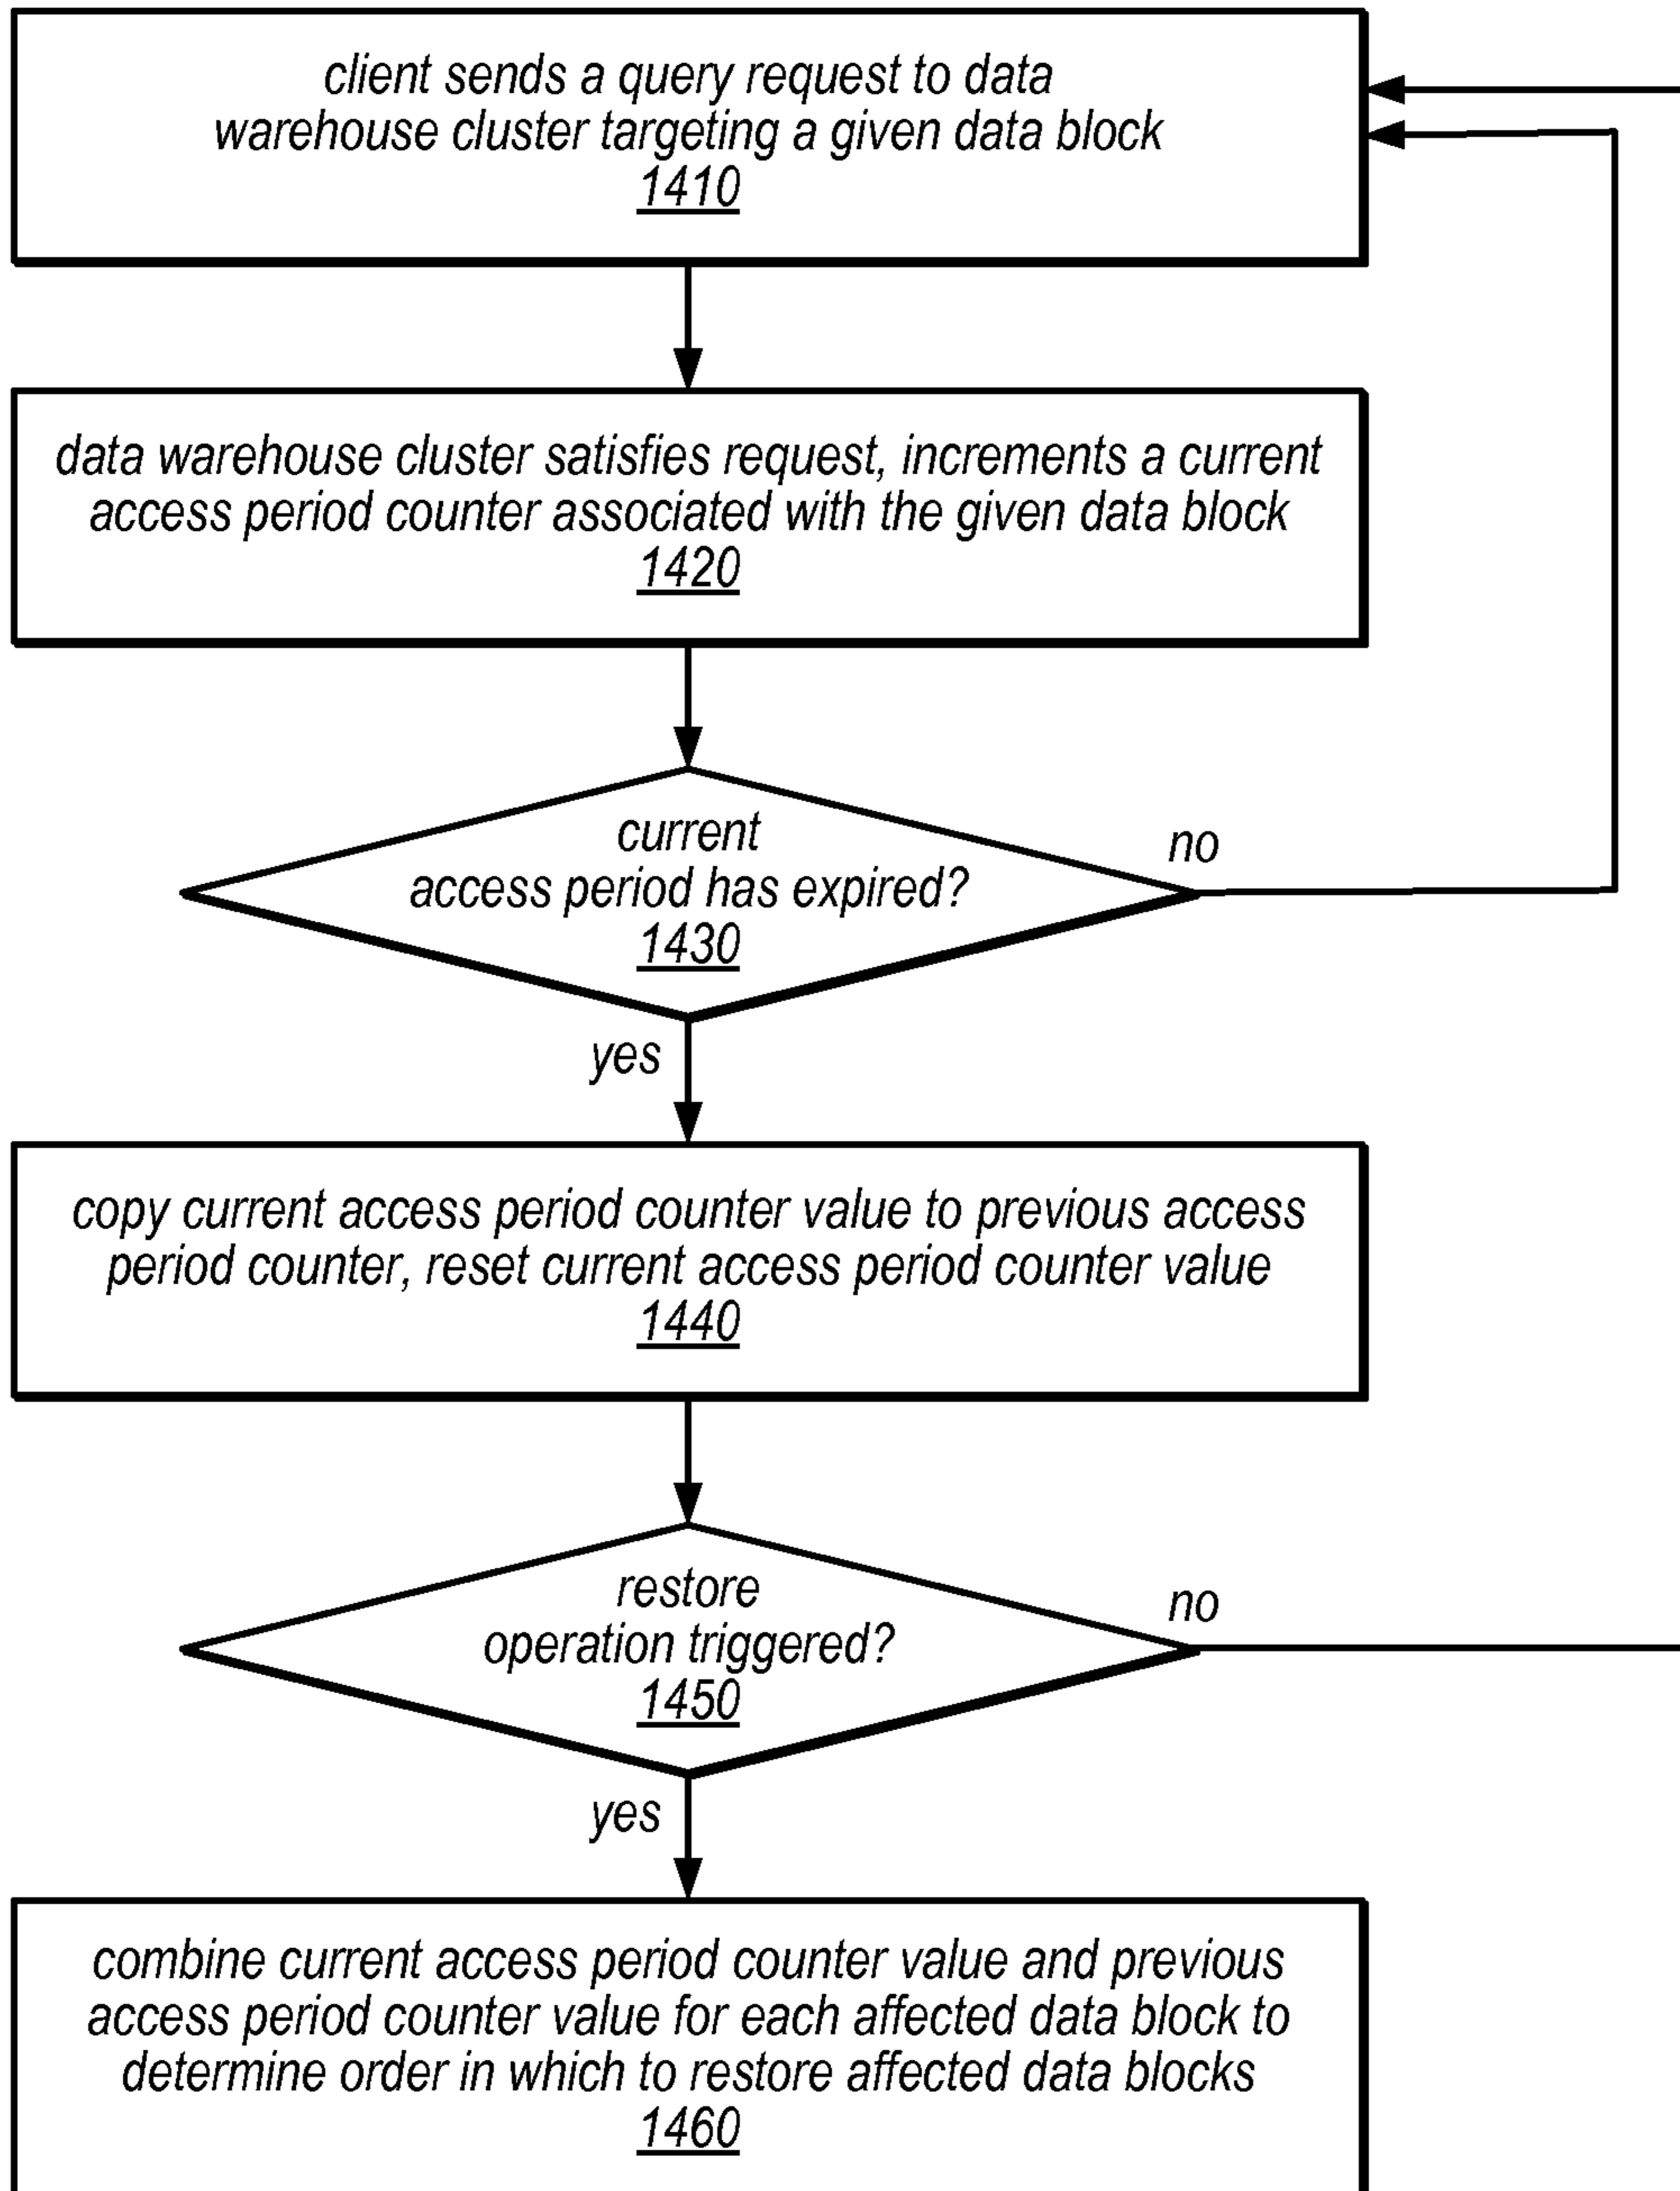 client sends a query request to data
warehouse cluster targeting a given data block
1410
data warehouse cluster satisfies request, increments a current
access period counter associated with the given data block
1420
current
access period has expired?
1430
no
yes
copy current access period counter value to previous access
period counter, reset current access period counter value
1440
restore
operation triggered?
1450
no
yes
combine current access period counter value and previous
access period counter value for each affected data block to
determine order in which to restore affected data blocks
1460